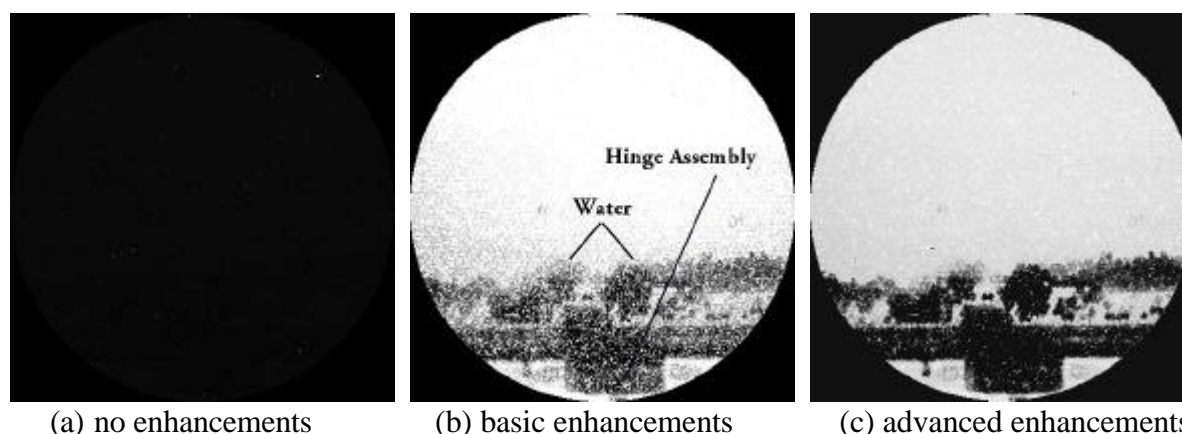 Hinge Assembly
Water
(a) no enhancements
(b) basic enhancements
(c) advanced enhancements